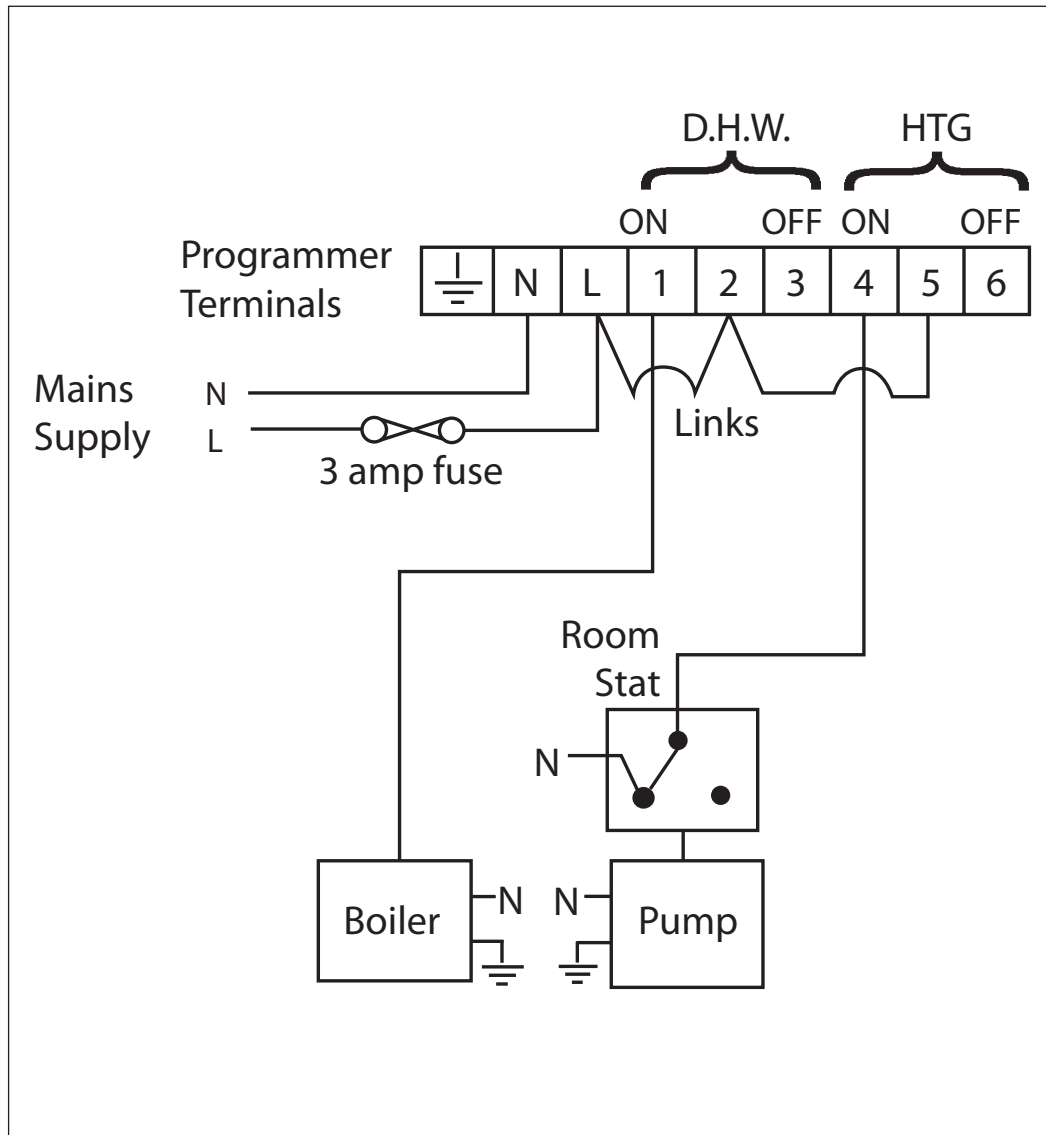 D.H.W. HTG
ON OFF ON OFF
Programmer
Terminals
N L 1 2 3 4 5 6
Mains
Supply
N
L
Links
3 amp fuse
Room
Stat
N
Boiler
N
N
Pump